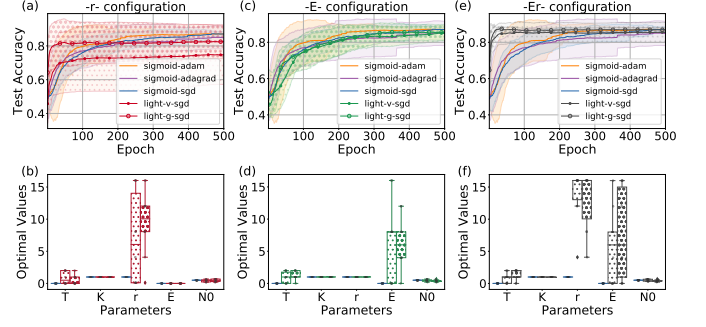 (a) -r- configuration
Test Accuracy
0.8
0.6
0.4
sigmoid-adam
sigmoid-adagrad
sigmoid-sgd
light-v-sgd
light-g-sgd
100 200 300 400 500
Epoch
(c) -E- configuration
Test Accuracy
0.8
0.6
0.4
sigmoid-adam
sigmoid-adagrad
sigmoid-sgd
light-v-sgd
light-g-sgd
100 200 300 400 500
Epoch
(e) -Er- configuration
Test Accuracy
0.8
0.6
0.4
sigmoid-adam
sigmoid-adagrad
sigmoid-sgd
light-v-sgd
light-g-sgd
100 200 300 400 500
Epoch
(b)
Optimal Values
15
10
5
0
T K r E N0
Parameters
(d)
Optimal Values
15
10
5
0
T K r E N0
Parameters
(f)
Optimal Values
15
10
5
0
T K r E N0
Parameters